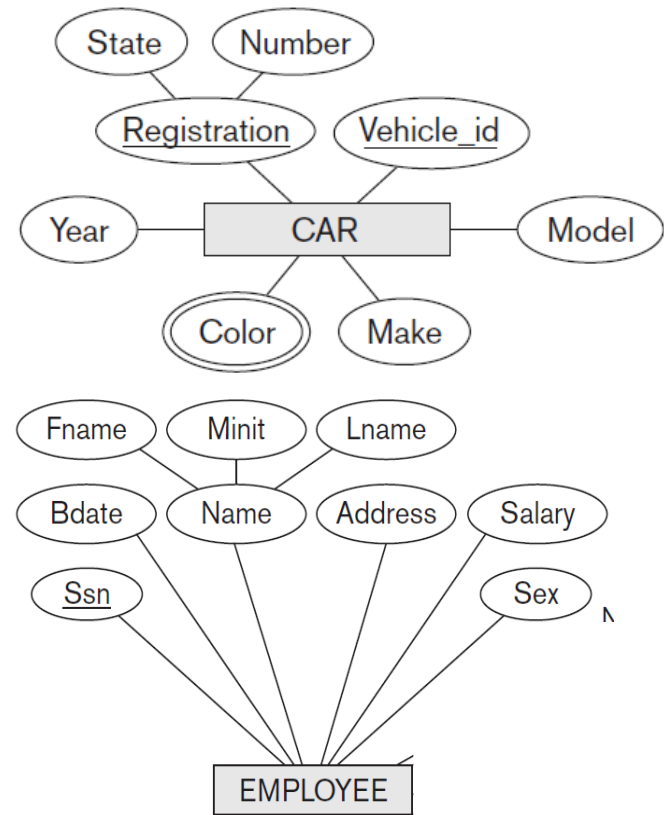 State Number
Registration Vehicle_id
Year CAR Model
Color Make
Fname Minit Lname
Bdate Name Address Salary
Ssn Sex
EMPLOYEE